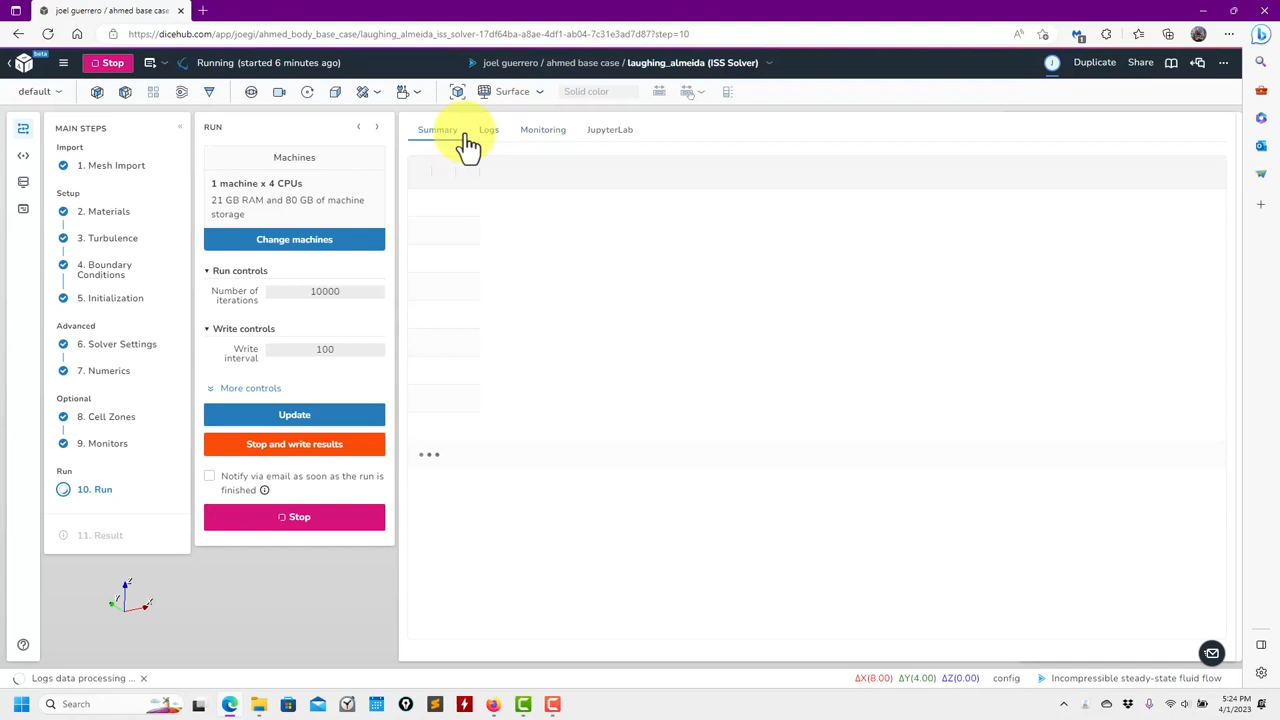 joel guerrero / ahmed base case
https://dicehub.com/app/joegi/ahmed_body_base_case/laughing_almeida_iss_solver-17df64ba-a8ae-4df1-ab04-7c31e3ad7d87?step=10
beta
Stop
Running (started 6 minutes ago)
joel guerrero / ahmed base case / laughing_almeida (ISS Solver)
J
Duplicate
Share
default
Surface
Solid color
MAIN STEPS
Import
1. Mesh Import
Setup
2. Materials
3. Turbulence
4. Boundary
Conditions
5. Initialization
Advanced
6. Solver Settings
7. Numerics
Optional
8. Cell Zones
9. Monitors
Run
10. Run
11. Result
RUN
Machines
1 machine x 4 CPUs
21 GB RAM and 80 GB of machine
storage
Change machines
Run controls
Number of
iterations
10000
Write controls
Write
interval
100
More controls
Update
Stop and write results
Notify via email as soon as the run is
finished
Stop
Summary
Logs
Monitoring
JupyterLab
Z
Y
X
Logs data processing ...
ΔX(8.00)
ΔY(4.00)
ΔZ(0.00)
config
Incompressible steady-state fluid flow
Search
5:24 PM
4/1/2023